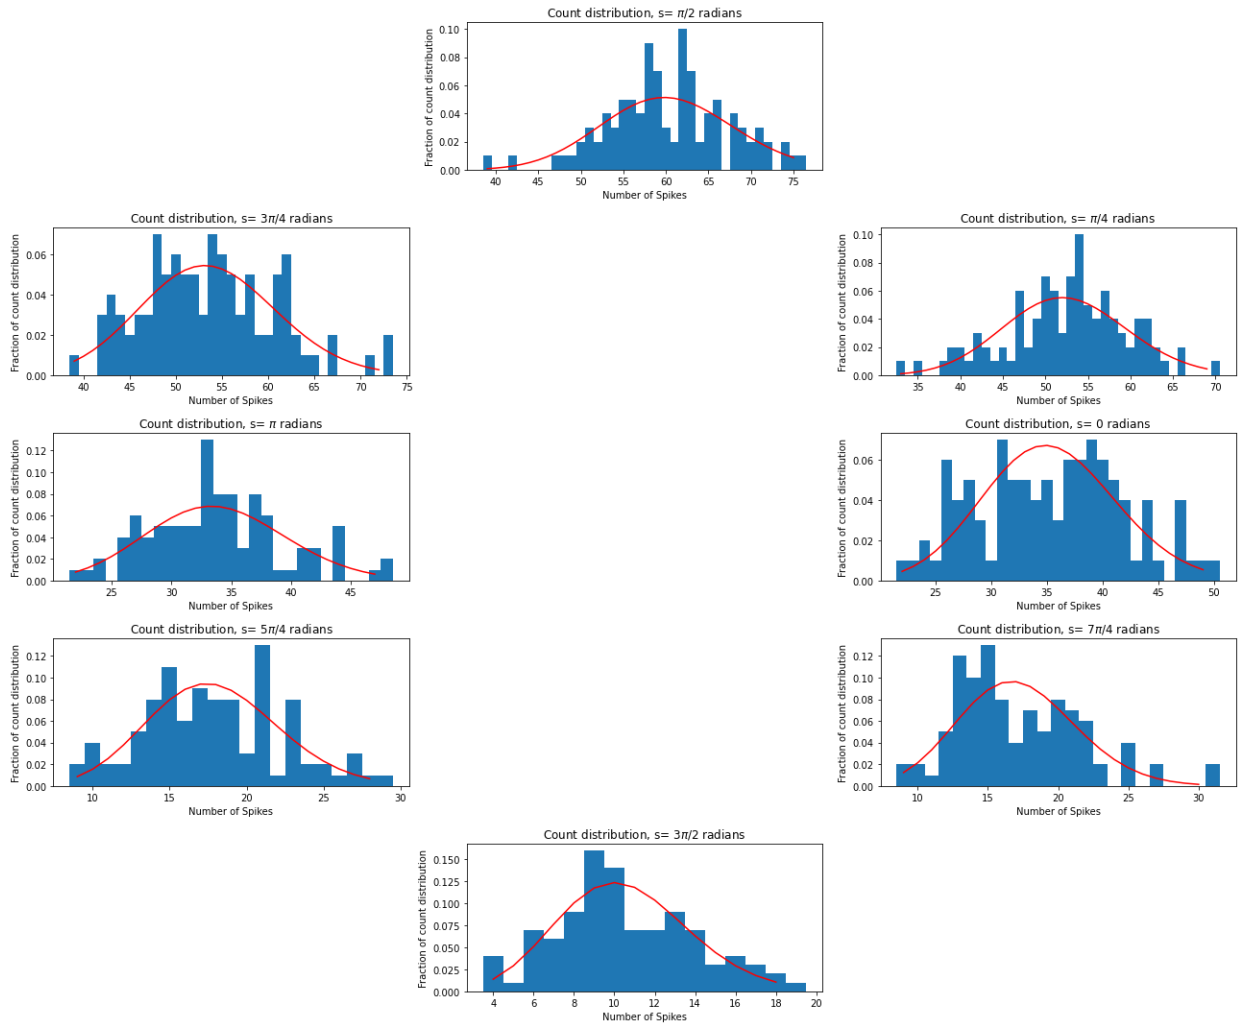 Count distribution, s= π/2 radians
Fraction of count distribution
0.10
0.08
0.06
0.04
0.02
0.00
40 45 50 55 60 65 70 75
Number of Spikes
Count distribution, s= 3π/4 radians
Fraction of count distribution
0.06
0.04
0.02
0.00
40 45 50 55 60 65 70 75
Number of Spikes
Count distribution, s= π/4 radians
Fraction of count distribution
0.10
0.08
0.06
0.04
0.02
0.00
35 40 45 50 55 60 65 70
Number of Spikes
Count distribution, s= π radians
Fraction of count distribution
0.12
0.10
0.08
0.06
0.04
0.02
0.00
25 30 35 40 45
Number of Spikes
Count distribution, s= 0 radians
Fraction of count distribution
0.06
0.04
0.02
0.00
25 30 35 40 45 50
Number of Spikes
Count distribution, s= 5π/4 radians
Fraction of count distribution
0.12
0.10
0.08
0.06
0.04
0.02
0.00
10 15 20 25 30
Number of Spikes
Count distribution, s= 7π/4 radians
Fraction of count distribution
0.12
0.10
0.08
0.06
0.04
0.02
0.00
10 15 20 25 30
Number of Spikes
Count distribution, s= 3π/2 radians
Fraction of count distribution
0.150
0.125
0.100
0.075
0.050
0.025
0.000
4 6 8 10 12 14 16 18 20
Number of Spikes